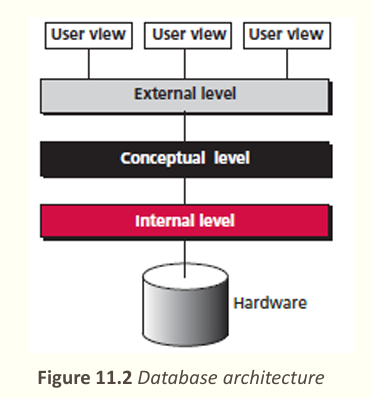 User view User view User view
External level
Conceptual level
Internal level
Hardware
Figure 11.2 Database architecture